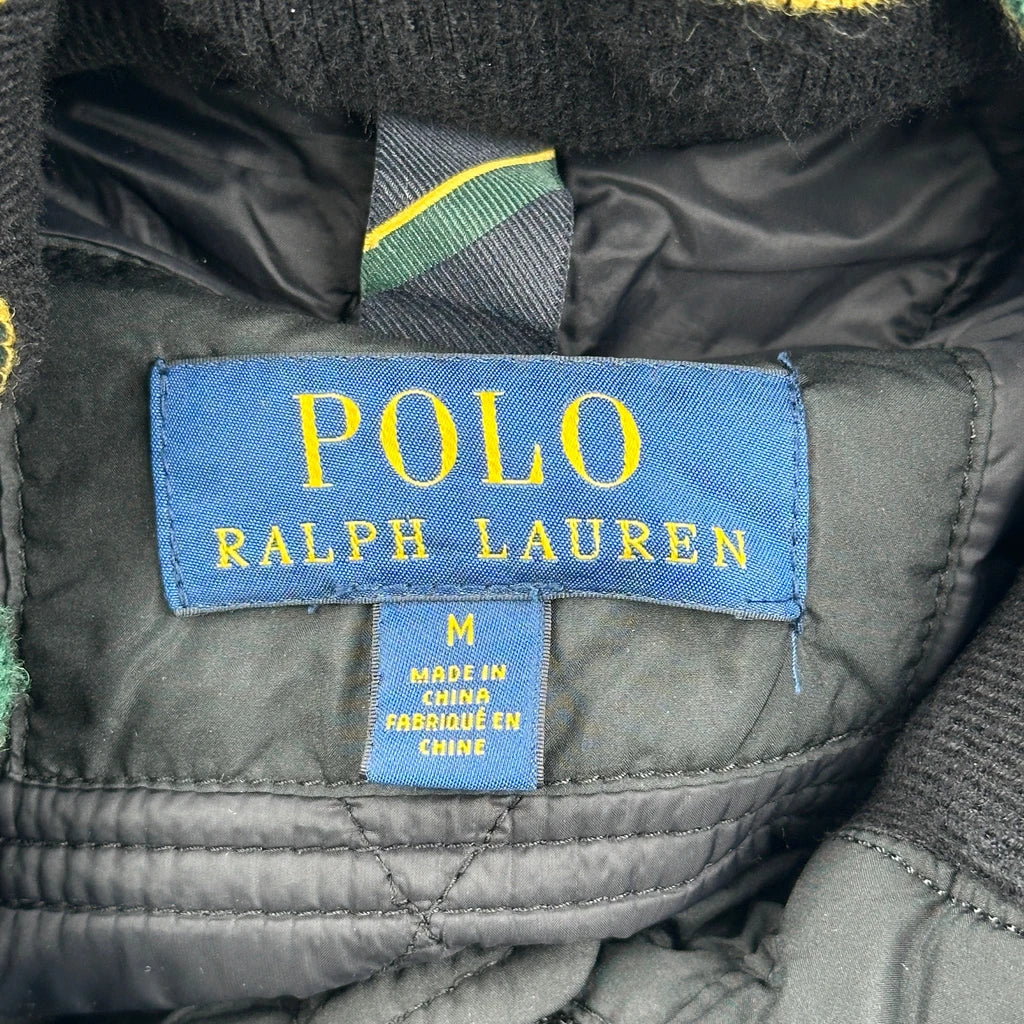 POLO
RALPH LAUREN
M
MADE IN
CHINA
FABRIQUÉ EN
CHINE